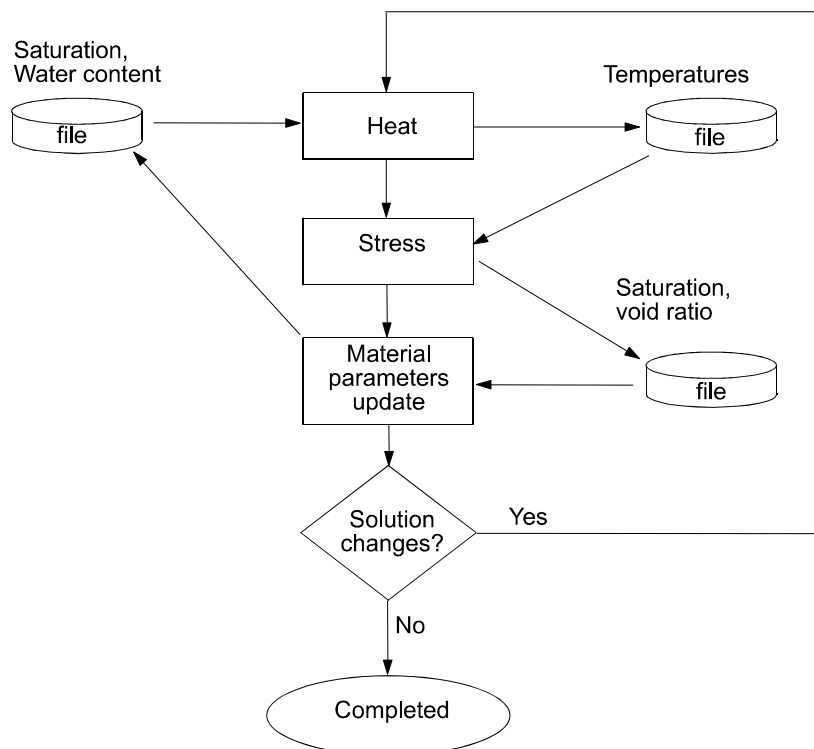 Saturation,
Water content
file
Heat
Temperatures
file
Stress
Saturation,
void ratio
file
Material
parameters
update
Solution
changes?
Yes
No
Completed